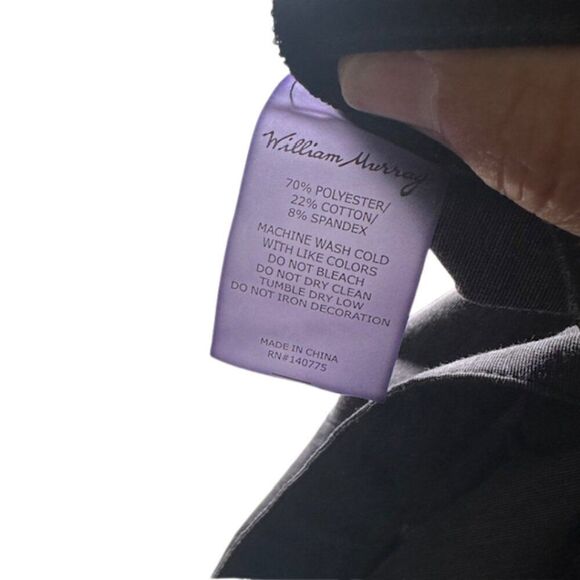 William Murray
70% POLYESTER/
22% COTTON/
8% SPANDEX
MACHINE WASH COLD
WITH LIKE COLORS
DO NOT BLEACH
DO NOT DRY CLEAN
TUMBLE DRY LOW
DO NOT IRON DECORATION
MADE IN CHINA
RN#140775